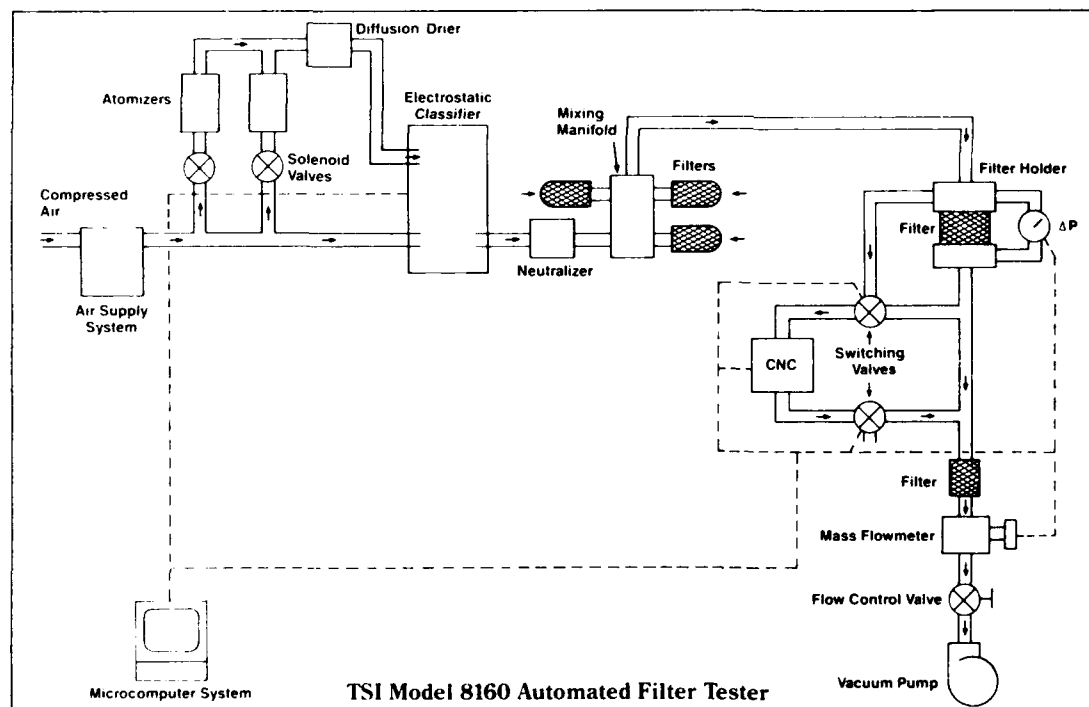 Diffusion Drier
Atomizers
Electrostatic
Classifier
Mixing
Manifold
Solenoid
Valves
Filters
Filter Holder
Compressed
Air
Filter
ΔP
Neutralizer
Air Supply
System
Switching
Valves
CNC
Filter
Mass Flowmeter
Flow Control Valve
Microcomputer System
TSI Model 8160 Automated Filter Tester
Vacuum Pump